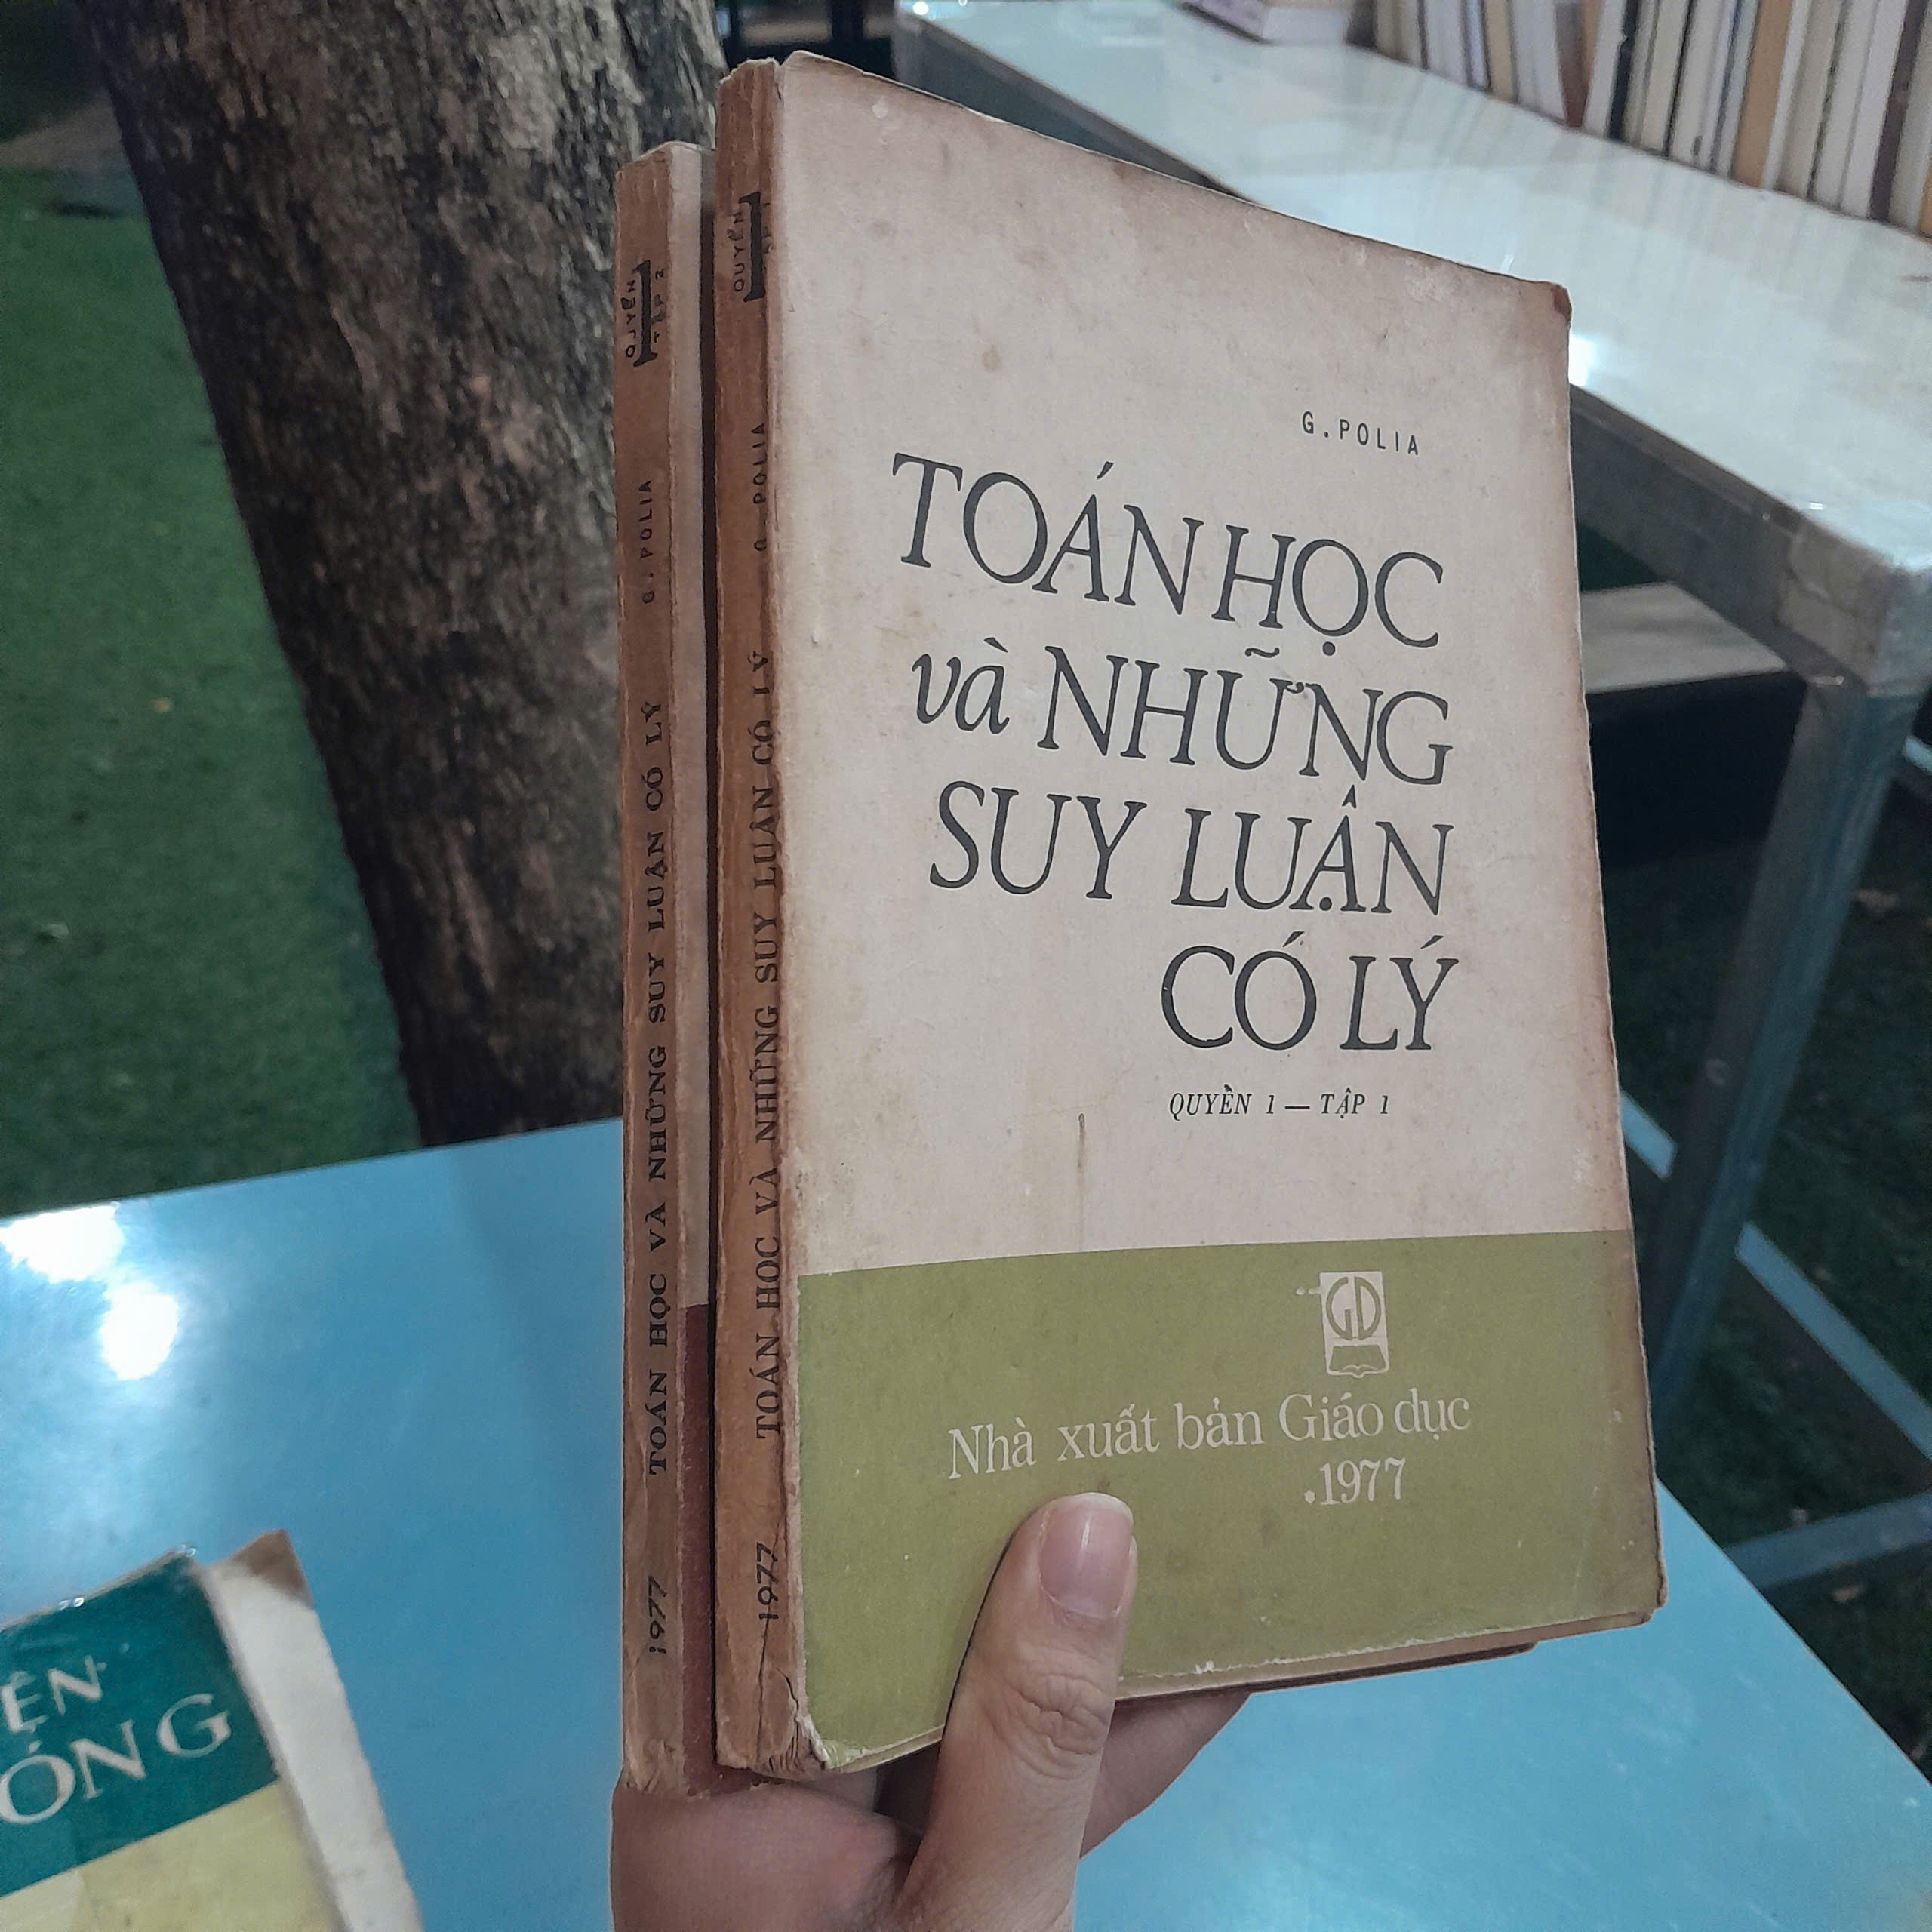 G.POLIA
TOÁN HỌC
và NHỮNG
SUY LUẬN
CÓ LÝ
QUYỀN 1 — TẬP 1
GD
Nhà xuất bản Giáo dục
1977
1977 TOÁN HỌC VÀ NHỮNG SUY LUẬN CÓ LÝ G. POLIA QUYỂN 1
1977 TOÁN HỌC VÀ NHỮNG SUY LUẬN CÓ LÝ G. POLIA QUYỂN 1 TẬP 2